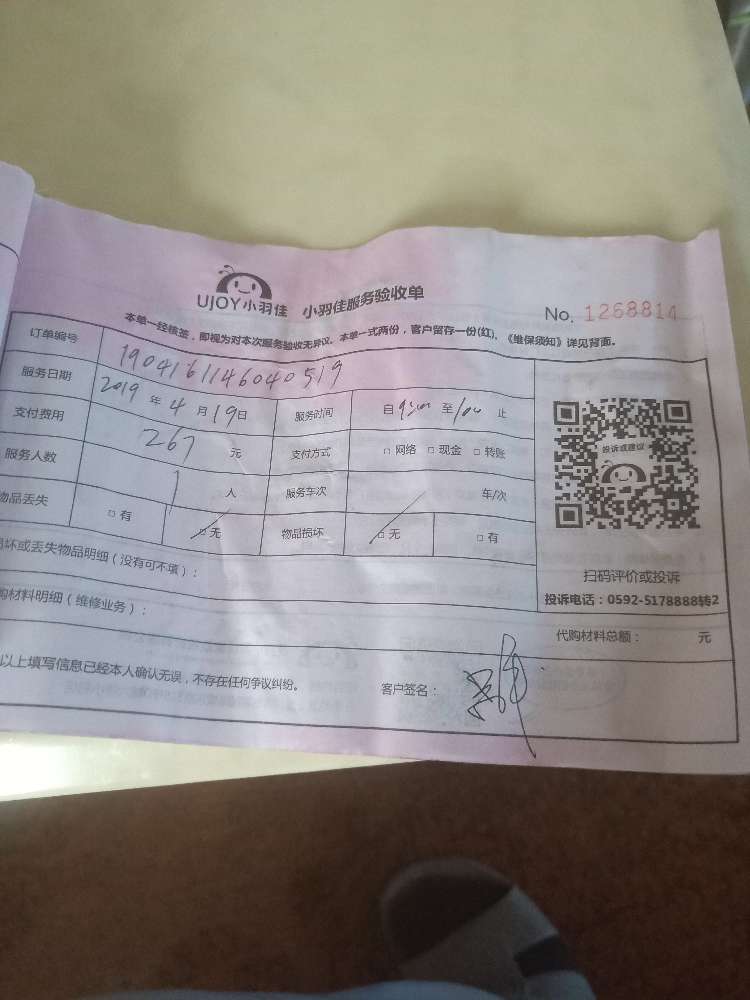 UJOY小羽佳 小羽佳服务验收单
No. 1268814
本单一经核签，即视为对本次服务验收无异议。本单一式两份，客户留存一份(红)，《维保须知》详见背面。
订单编号 1904161146040519
服务日期 2019 年 4 月 19 日 服务时间 自 至 止
支付费用 267 元 支付方式 □ 网络 □ 现金 □ 转账
服务人数 1 人 服务车次 车/次
物品丢失 □ 有 □ 无 物品损坏 □ 无 □ 有
坏或丢失物品明细（没有可不填）：
购材料明细（维修业务）：
代购材料总额： 元
以上填写信息已经本人确认无误，不存在任何争议纠纷。 客户签名：
投诉或建议
扫码评价或投诉
投诉电话：0592-5178888转2